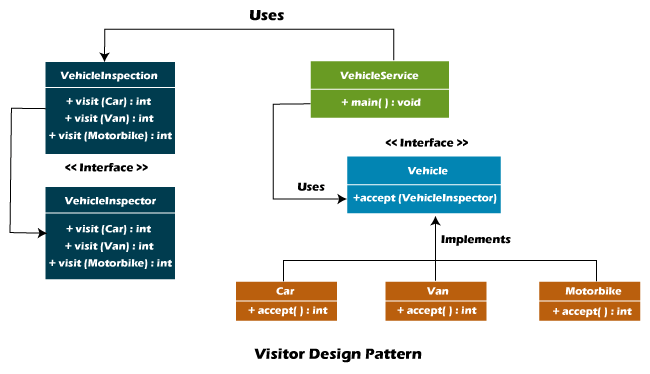 Uses
VehicleInspection
+ visit (Car) : int
+ visit (Van) : int
+ visit (Motorbike) : int
<< Interface >>
VehicleInspector
+ visit (Car) : int
+ visit (Van) : int
+ visit (Motorbike) : int
VehicleService
+ main( ) : void
<< Interface >>
Vehicle
+accept (VehicleInspector)
Uses
Implements
Car
+ accept( ) : int
Van
+ accept( ) : int
Motorbike
+ accept( ) : int
Visitor Design Pattern